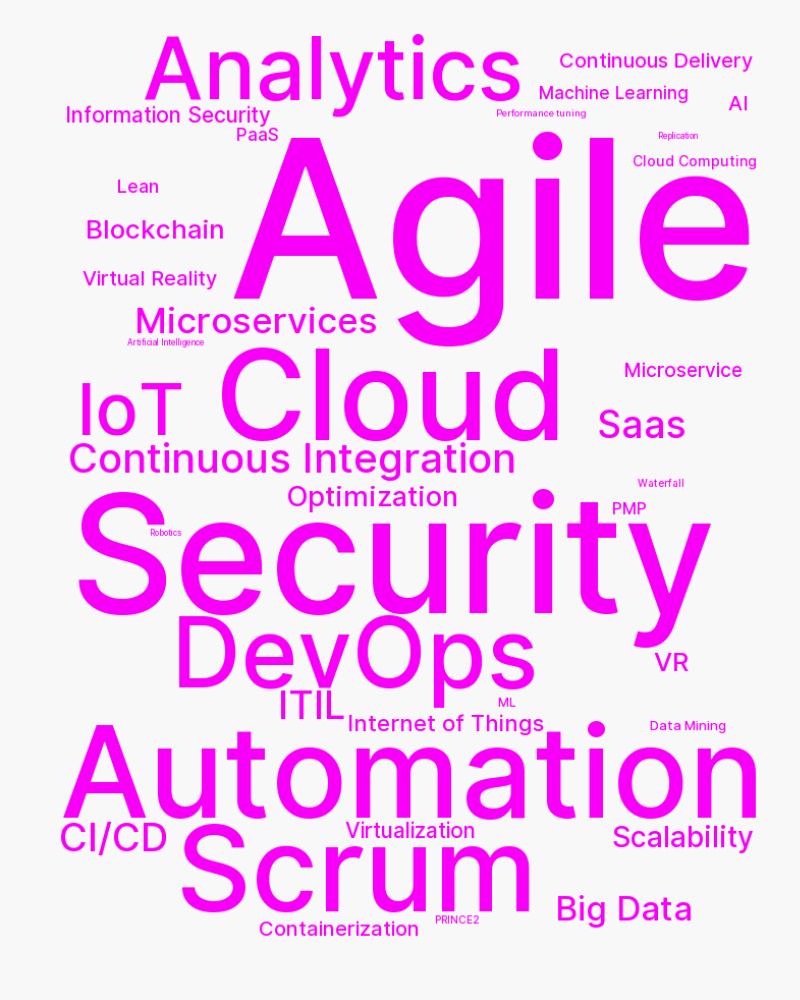 Analytics
Continuous Delivery
Machine Learning
AI
Information Security
Performance tuning
PaaS
Replication
Agile
Cloud Computing
Lean
Blockchain
Virtual Reality
Microservices
Artificial Intelligence
Cloud
Microservice
IoT
Saas
Continuous Integration
Waterfall
Optimization
PMP
Security
Robotics
DevOps
VR
ITIL
ML
Internet of Things
Data Mining
Automation
CI/CD
Virtualization
Scalability
Scrum
Big Data
PRINCE2
Containerization